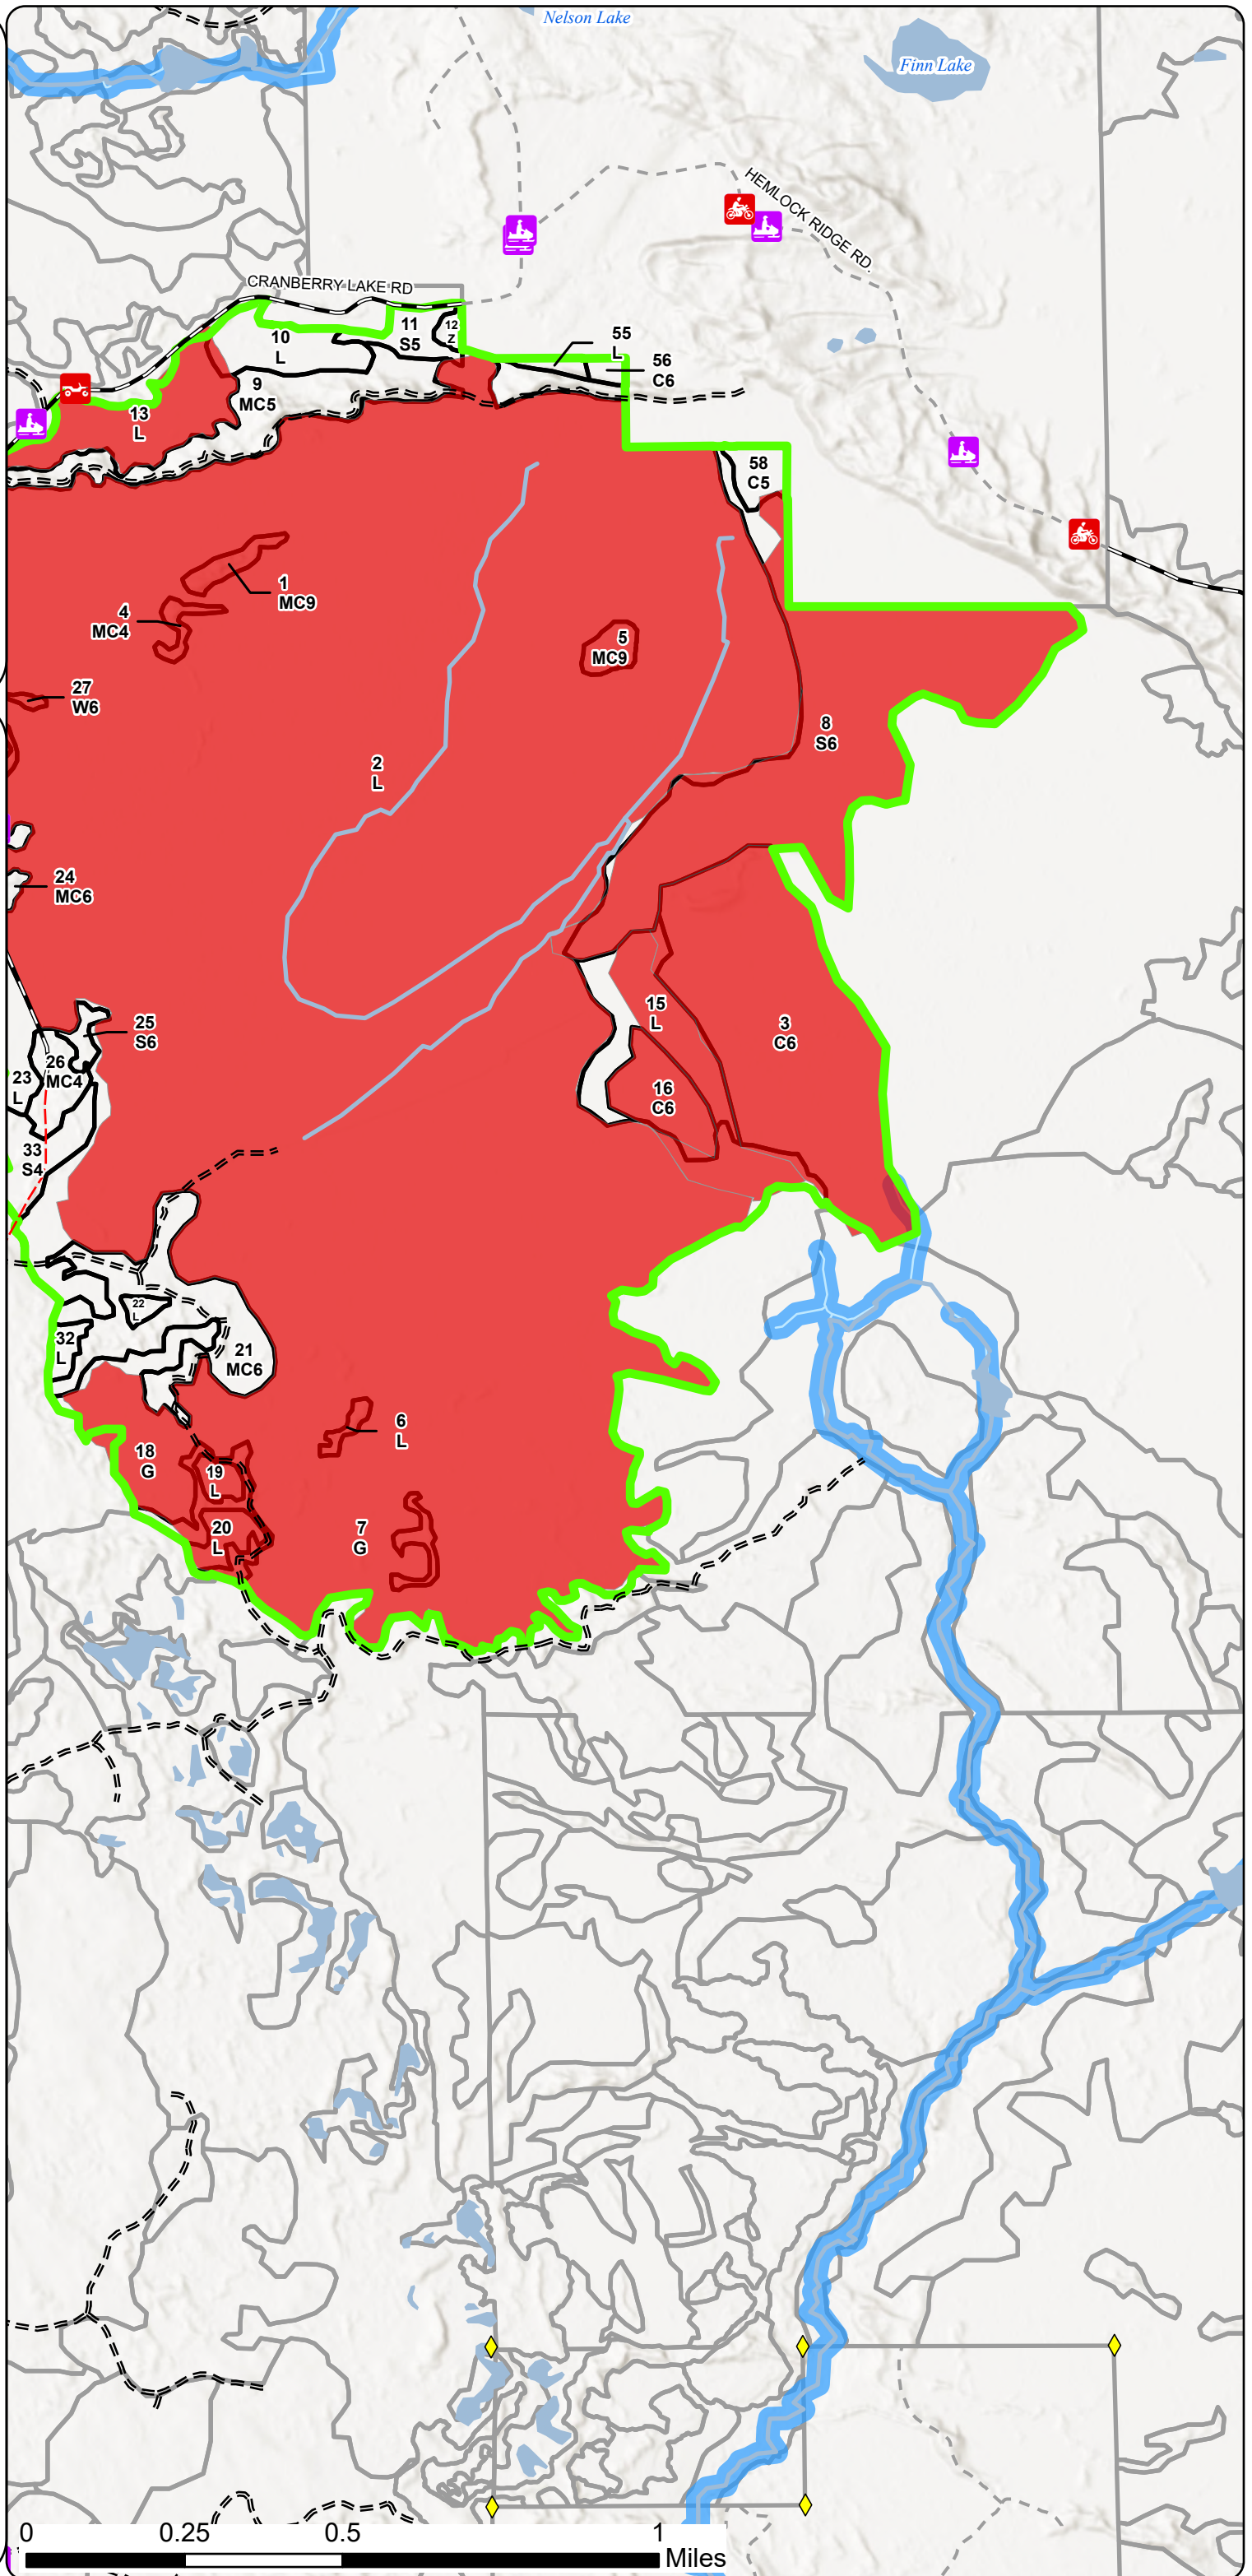 Nelson Lake
Finn Lake
HEMLOCK RIDGE RD.
CRANBERRY LAKE RD
10
L
11
S5
12
Z
55
L
56
C6
9
MC5
13
L
58
C5
1
MC9
4
MC4
5
MC9
27
W6
8
S6
2
L
24
MC6
25
S6
15
L
3
C6
26
MC4
23
L
16
C6
33
S4
22
L
32
L
21
MC6
6
L
18
G
19
L
20
L
7
G
0 0.25 0.5 1
Miles